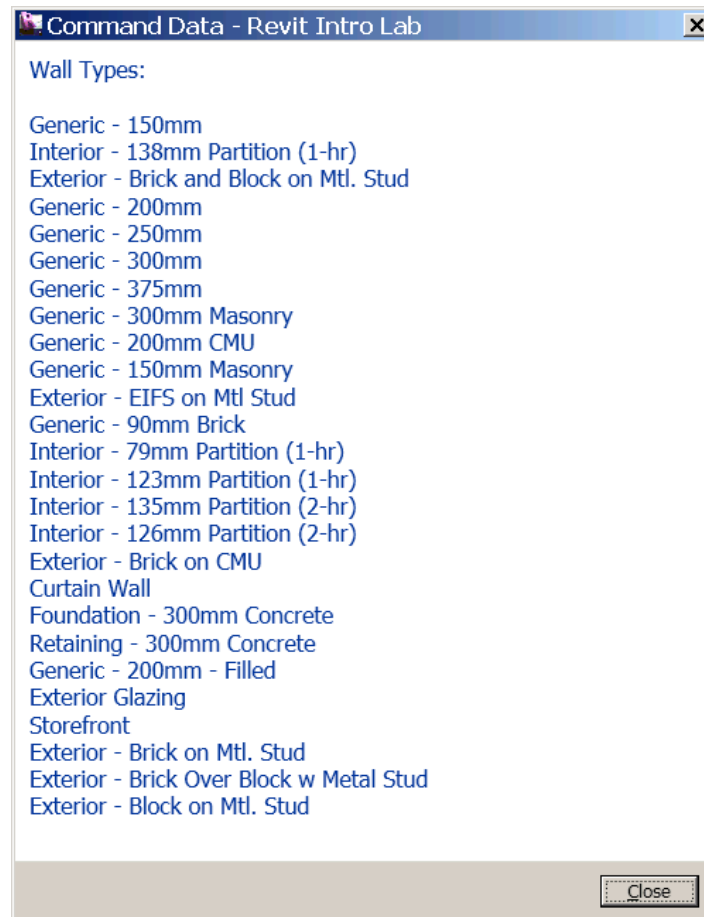 Command Data - Revit Intro Lab
Wall Types:
Generic - 150mm
Interior - 138mm Partition (1-hr)
Exterior - Brick and Block on Mtl. Stud
Generic - 200mm
Generic - 250mm
Generic - 300mm
Generic - 375mm
Generic - 300mm Masonry
Generic - 200mm CMU
Generic - 150mm Masonry
Exterior - EIFS on Mtl Stud
Generic - 90mm Brick
Interior - 79mm Partition (1-hr)
Interior - 123mm Partition (1-hr)
Interior - 135mm Partition (2-hr)
Interior - 126mm Partition (2-hr)
Exterior - Brick on CMU
Curtain Wall
Foundation - 300mm Concrete
Retaining - 300mm Concrete
Generic - 200mm - Filled
Exterior Glazing
Storefront
Exterior - Brick on Mtl. Stud
Exterior - Brick Over Block w Metal Stud
Exterior - Block on Mtl. Stud
Close